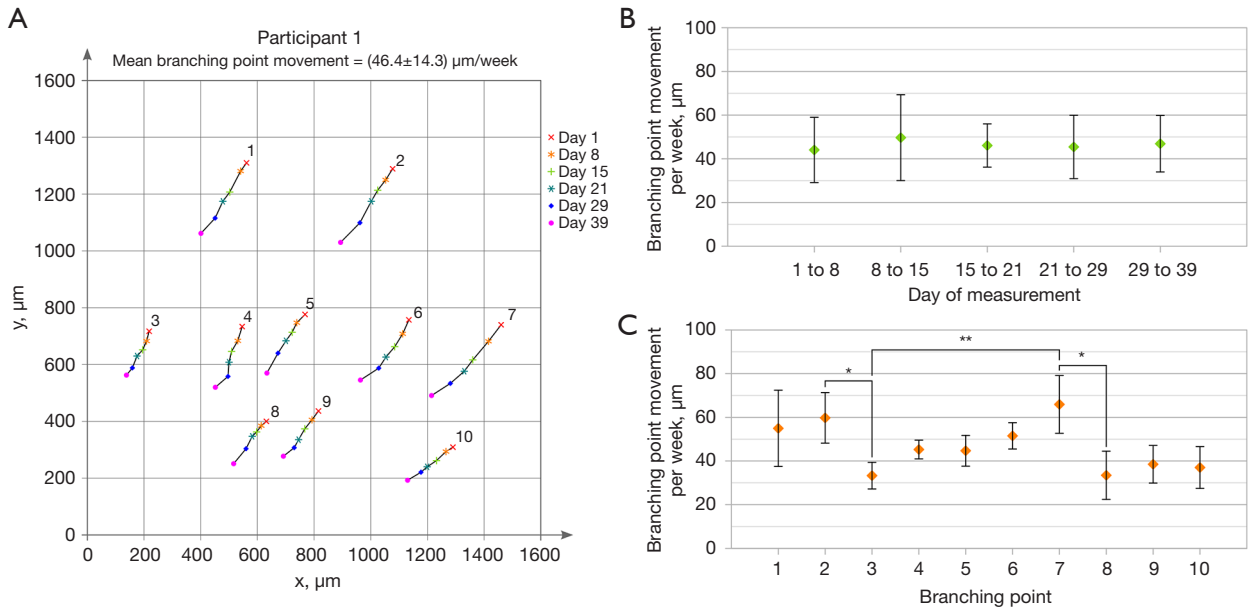 A
Participant 1
Mean branching point movement = (46.4±14.3) µm/week
1600
1400
1200
1000
800
600
400
200
0
y, µm
0 200 400 600 800 1000 1200 1400 1600
x, µm
1
2
3
4
5
6
7
8
9
10
Day 1
Day 8
Day 15
Day 21
Day 29
Day 39
B
Branching point movement
per week, µm
100
80
60
40
20
0
1 to 8 8 to 15 15 to 21 21 to 29 29 to 39
Day of measurement
C
Branching point movement
per week, µm
100
80
60
40
20
0
**
*
*
1 2 3 4 5 6 7 8 9 10
Branching point